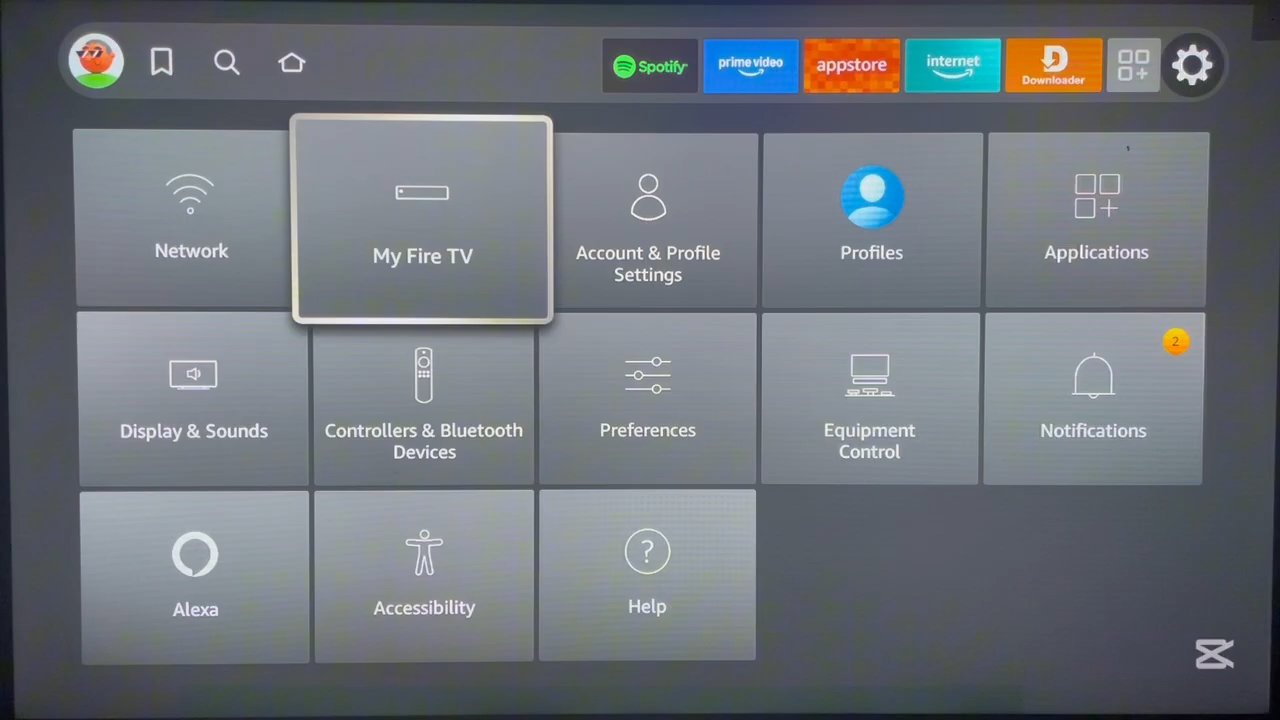 Spotify
prime video
appstore
internet
Downloader
Network
My Fire TV
Account & Profile
Settings
Profiles
Applications
Display & Sounds
Controllers & Bluetooth
Devices
Preferences
Equipment
Control
2
Notifications
Alexa
Accessibility
?
Help